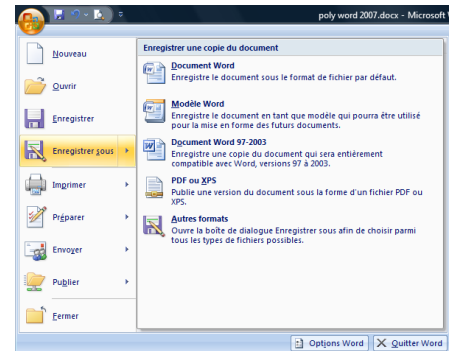 poly word 2007.docx - Microsoft
Nouveau
Ouvrir
Enregistrer
Enregistrer sous
Imprimer
Préparer
Envoyer
Publier
Fermer
Enregistrer une copie du document
Document Word
Enregistre le document sous le format de fichier par défaut.
Modèle Word
Enregistre le document en tant que modèle qui pourra être utilisé
pour la mise en forme des futurs documents.
Document Word 97-2003
Enregistre une copie du document qui sera entièrement
compatible avec Word, versions 97 à 2003.
PDF ou XPS
Publie une version du document sous la forme d'un fichier PDF ou
XPS.
Autres formats
Ouvre la boîte de dialogue Enregistrer sous afin de choisir parmi
tous les types de fichiers possibles.
Options Word
Quitter Word